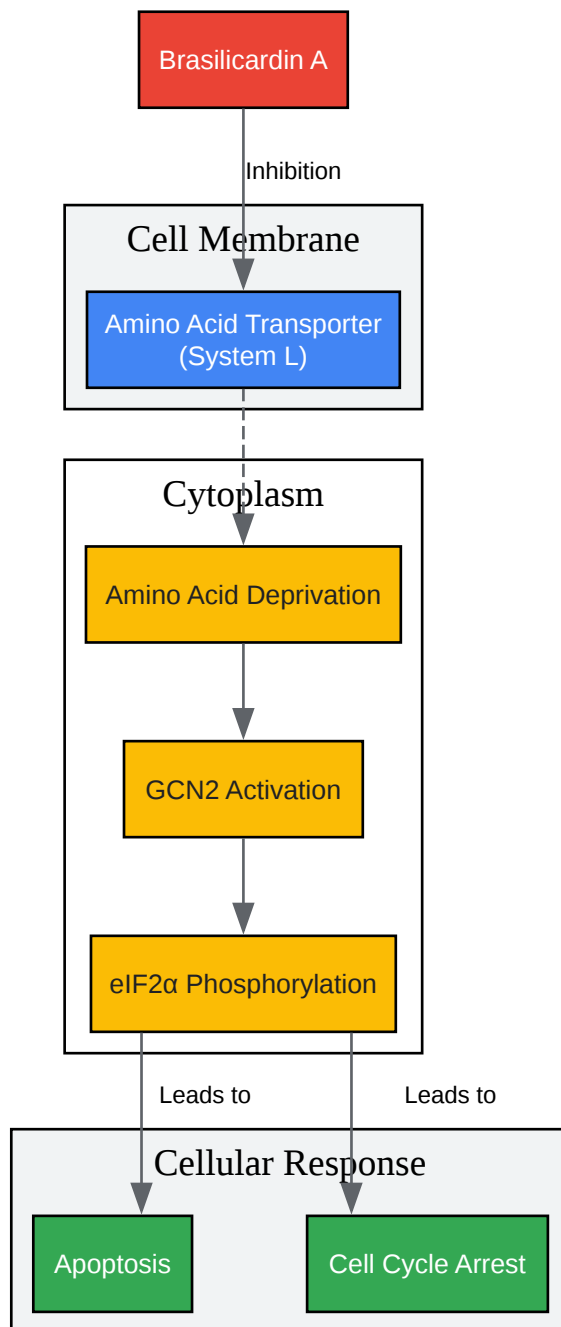 Brasilicardin A
Inhibition
Cell Membrane
Amino Acid Transporter
(System L)
Cytoplasm
Amino Acid Deprivation
GCN2 Activation
eIF2α Phosphorylation
Leads to
Leads to
Cellular Response
Apoptosis
Cell Cycle Arrest